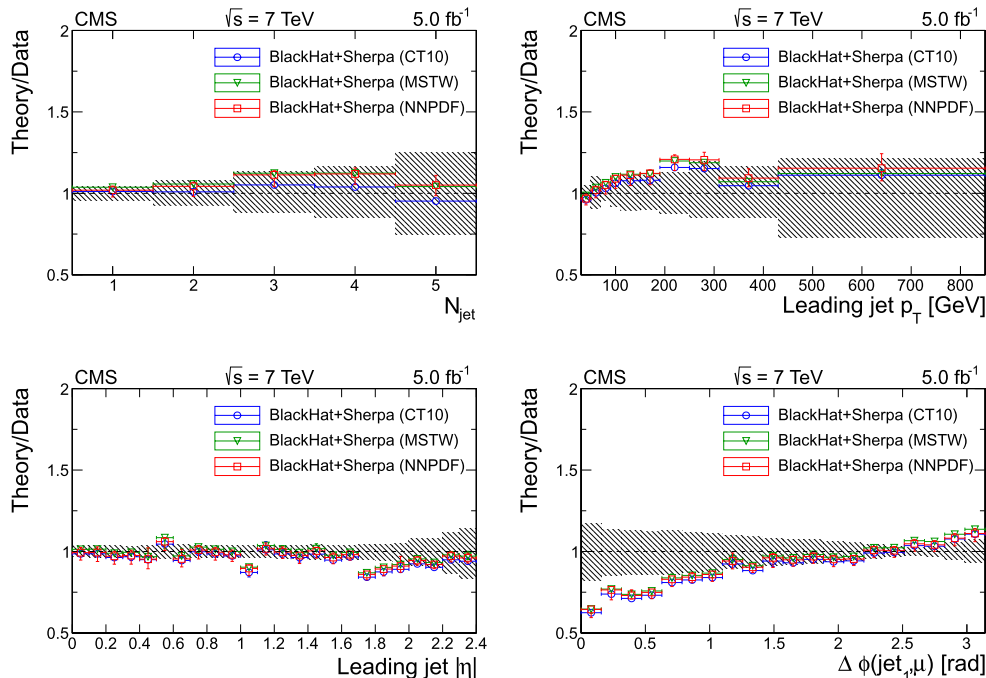 CMS √s = 7 TeV 5.0 fb⁻¹
Theory/Data
2
1.5
1
0.5
BlackHat+Sherpa (CT10)
BlackHat+Sherpa (MSTW)
BlackHat+Sherpa (NNPDF)
1 2 3 4 5
N_jet
CMS √s = 7 TeV 5.0 fb⁻¹
Theory/Data
2
1.5
1
0.5
BlackHat+Sherpa (CT10)
BlackHat+Sherpa (MSTW)
BlackHat+Sherpa (NNPDF)
100 200 300 400 500 600 700 800
Leading jet p_T [GeV]
CMS √s = 7 TeV 5.0 fb⁻¹
Theory/Data
2
1.5
1
0.5
BlackHat+Sherpa (CT10)
BlackHat+Sherpa (MSTW)
BlackHat+Sherpa (NNPDF)
0 0.2 0.4 0.6 0.8 1 1.2 1.4 1.6 1.8 2 2.2 2.4
Leading jet |η|
CMS √s = 7 TeV 5.0 fb⁻¹
Theory/Data
2
1.5
1
0.5
BlackHat+Sherpa (CT10)
BlackHat+Sherpa (MSTW)
BlackHat+Sherpa (NNPDF)
0 0.5 1 1.5 2 2.5 3
Δ φ(jet₁,μ) [rad]